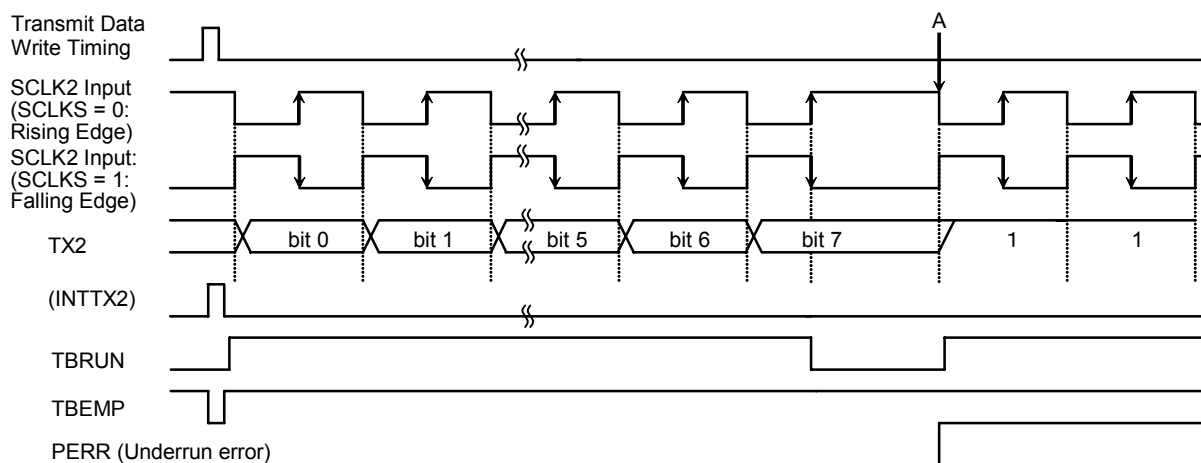 Transmit Data
Write Timing
A
SCLK2 Input
(SCLKS = 0:
Rising Edge)
SCLK2 Input:
(SCLKS = 1:
Falling Edge)
TX2
bit 0
bit 1
bit 5
bit 6
bit 7
1
1
(INTTX2)
TBRUN
TBEMP
PERR (Underrun error)